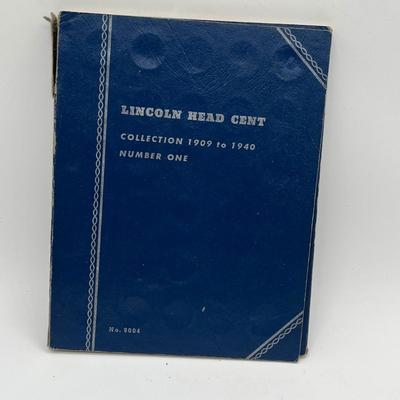 LINCOLN HEAD CENT
COLLECTION 1909 to 1940
NUMBER ONE
No. 9004